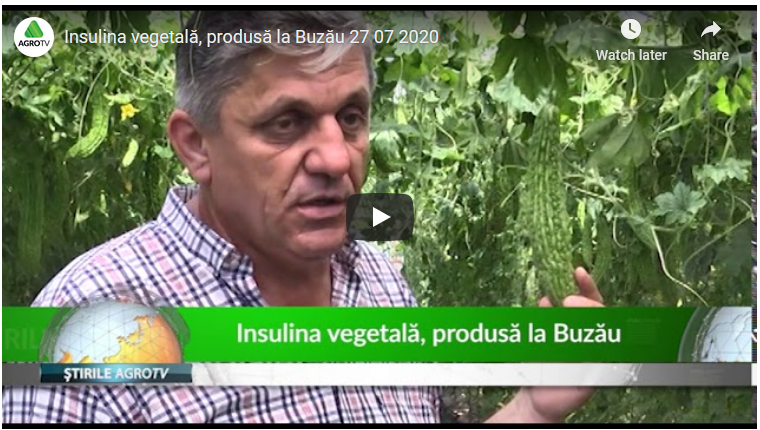 AGROTV
Insulina vegetală, produsă la Buzău 27 07 2020
Watch later
Share
Insulina vegetală, produsă la Buzău
ȘTIRILE AGROTV